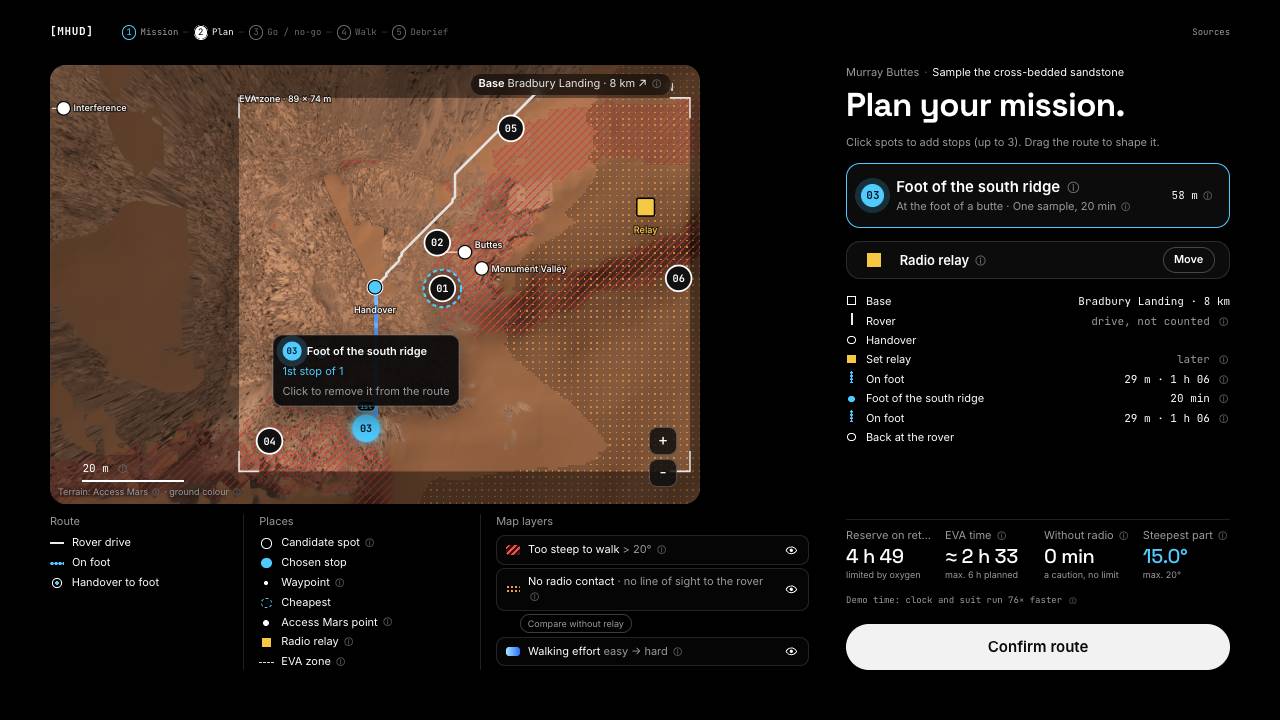 [MHUD]
1 Mission – 2 Plan – 3 Go / no-go – 4 Walk – 5 Debrief
Sources
Base Bradbury Landing · 8 km ↗
Interference
EVA zone · 89 × 74 m
05
Relay
02
Buttes
Monument Valley
06
01
Handover
03 Foot of the south ridge
1st stop of 1
Click to remove it from the route
1st
03
04
+
-
20 m
Terrain: Access Mars · ground colour
Murray Buttes · Sample the cross-bedded sandstone
Plan your mission.
Click spots to add stops (up to 3). Drag the route to shape it.
03 Foot of the south ridge
At the foot of a butte · One sample, 20 min
58 m
Radio relay
Move
Base Bradbury Landing · 8 km
Rover drive, not counted
Handover
Set relay later
On foot 29 m · 1 h 06
Foot of the south ridge 20 min
On foot 29 m · 1 h 06
Back at the rover
Route
Rover drive
On foot
Handover to foot
Places
Candidate spot
Chosen stop
Waypoint
Cheapest
Access Mars point
Radio relay
EVA zone
Map layers
Too steep to walk > 20°
No radio contact · no line of sight to the rover
Compare without relay
Walking effort easy → hard
Reserve on ret...
4 h 49
limited by oxygen
EVA time
≈ 2 h 33
max. 6 h planned
Without radio
0 min
a caution, no limit
Steepest part
15.0°
max. 20°
Demo time: clock and suit run 76× faster
Confirm route